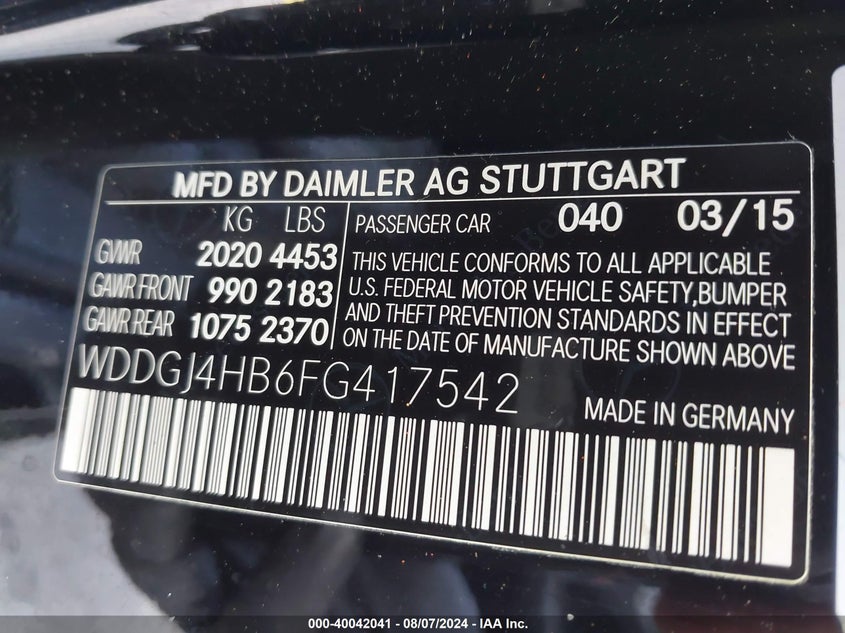 MFD BY DAIMLER AG STUTTGART
KG LBS
GVWR 2020 4453
GAWR FRONT 990 2183
GAWR REAR 1075 2370
PASSENGER CAR 040 03/15
THIS VEHICLE CONFORMS TO ALL APPLICABLE
U.S. FEDERAL MOTOR VEHICLE SAFETY,BUMPER
AND THEFT PREVENTION STANDARDS IN EFFECT
ON THE DATE OF MANUFACTURE SHOWN ABOVE
WDDGJ4HB6FG417542
MADE IN GERMANY
000-40042041 - 08/07/2024 - IAA Inc.